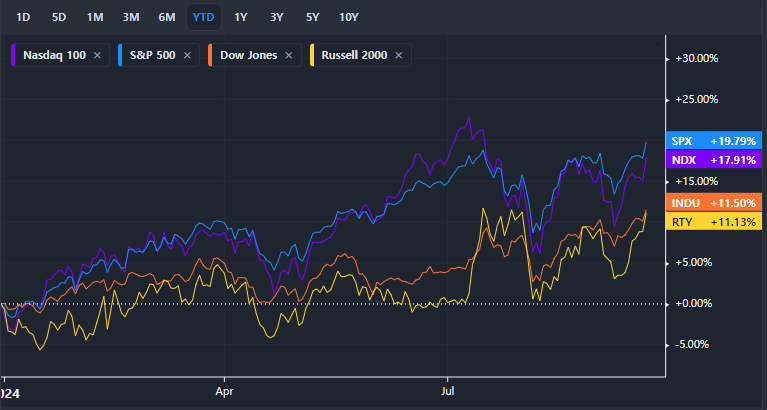 1D 5D 1M 3M 6M YTD 1Y 3Y 5Y 10Y
Nasdaq 100 × S&P 500 × Dow Jones × Russell 2000 ×
+30.00%
+25.00%
SPX +19.79%
NDX +17.91%
+15.00%
INDU +11.50%
RTY +11.13%
+5.00%
+0.00%
-5.00%
2024 Apr Jul